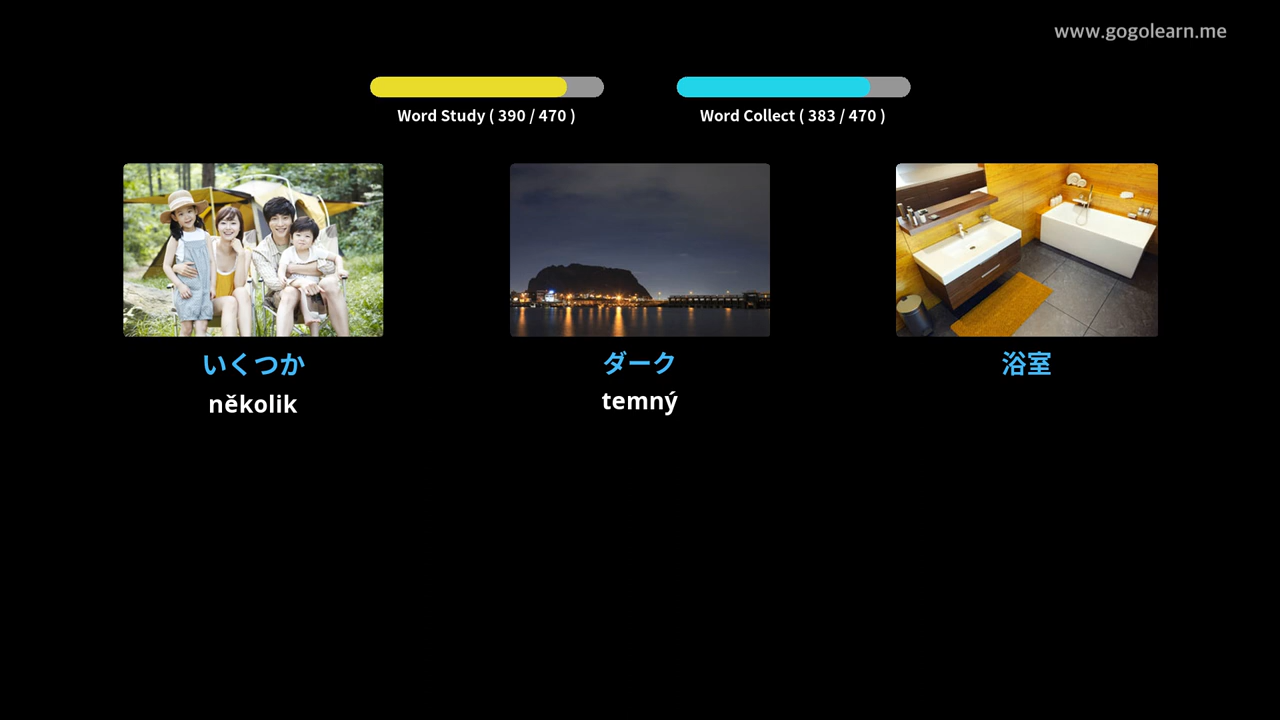 www.gogolearn.me
Word Study ( 390 / 470 )
Word Collect ( 383 / 470 )
いくつか
několik
ダーク
temný
浴室